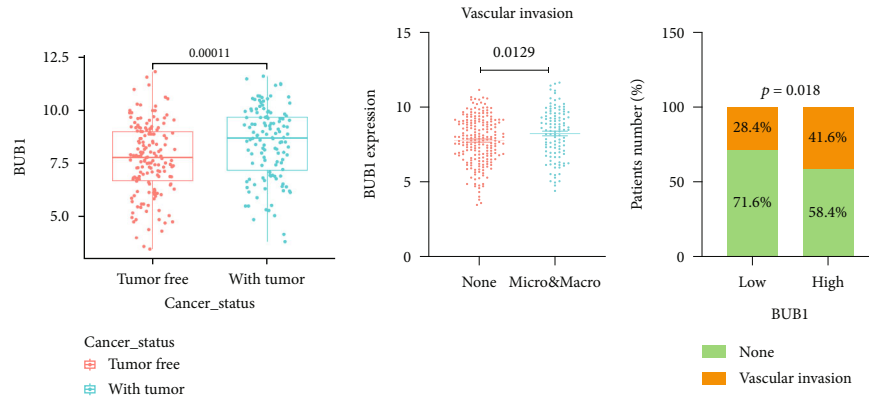 0.00011
12.5
10.0
7.5
5.0
BUB1
Tumor free
With tumor
Cancer_status
Cancer_status
Tumor free
With tumor
Vascular invasion
0.0129
15
10
5
0
BUB1 expression
None
Micro&Macro
150
100
50
0
Patients number (%)
p = 0.018
28.4%
41.6%
71.6%
58.4%
Low
High
BUB1
None
Vascular invasion